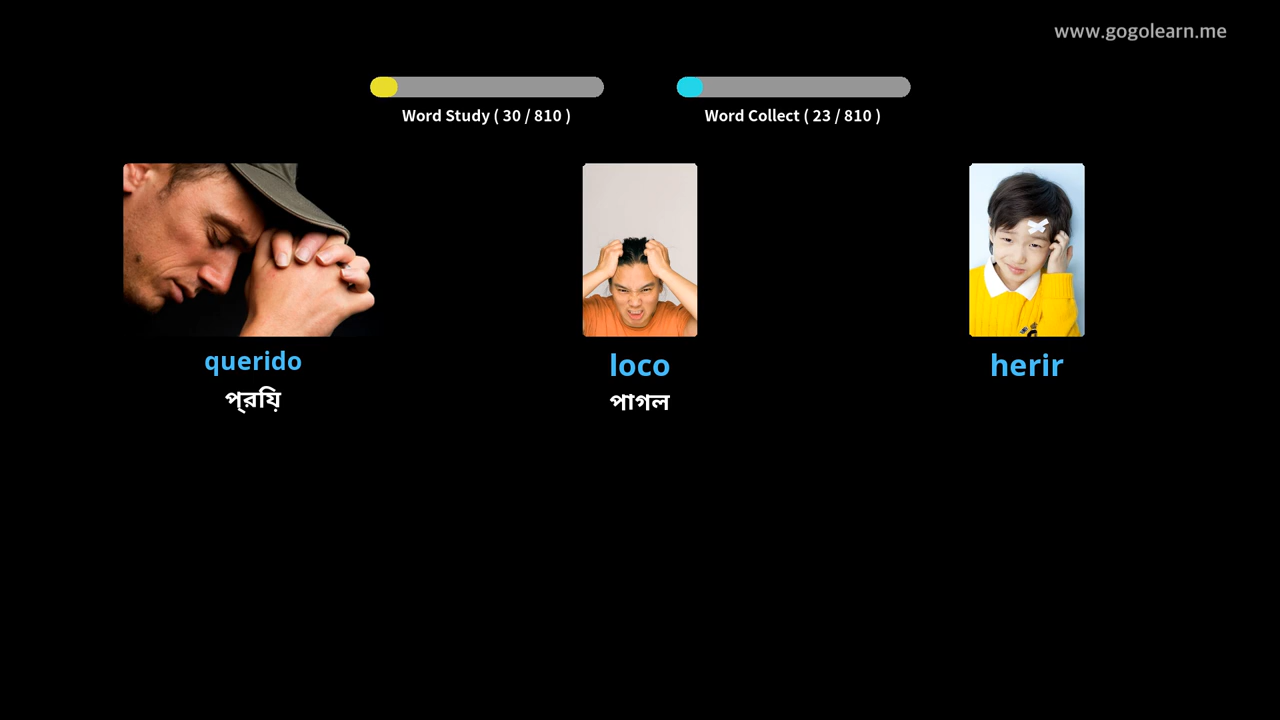 www.gogolearn.me
Word Study ( 30 / 810 )
Word Collect ( 23 / 810 )
querido
প্রিয়
loco
পাগল
herir